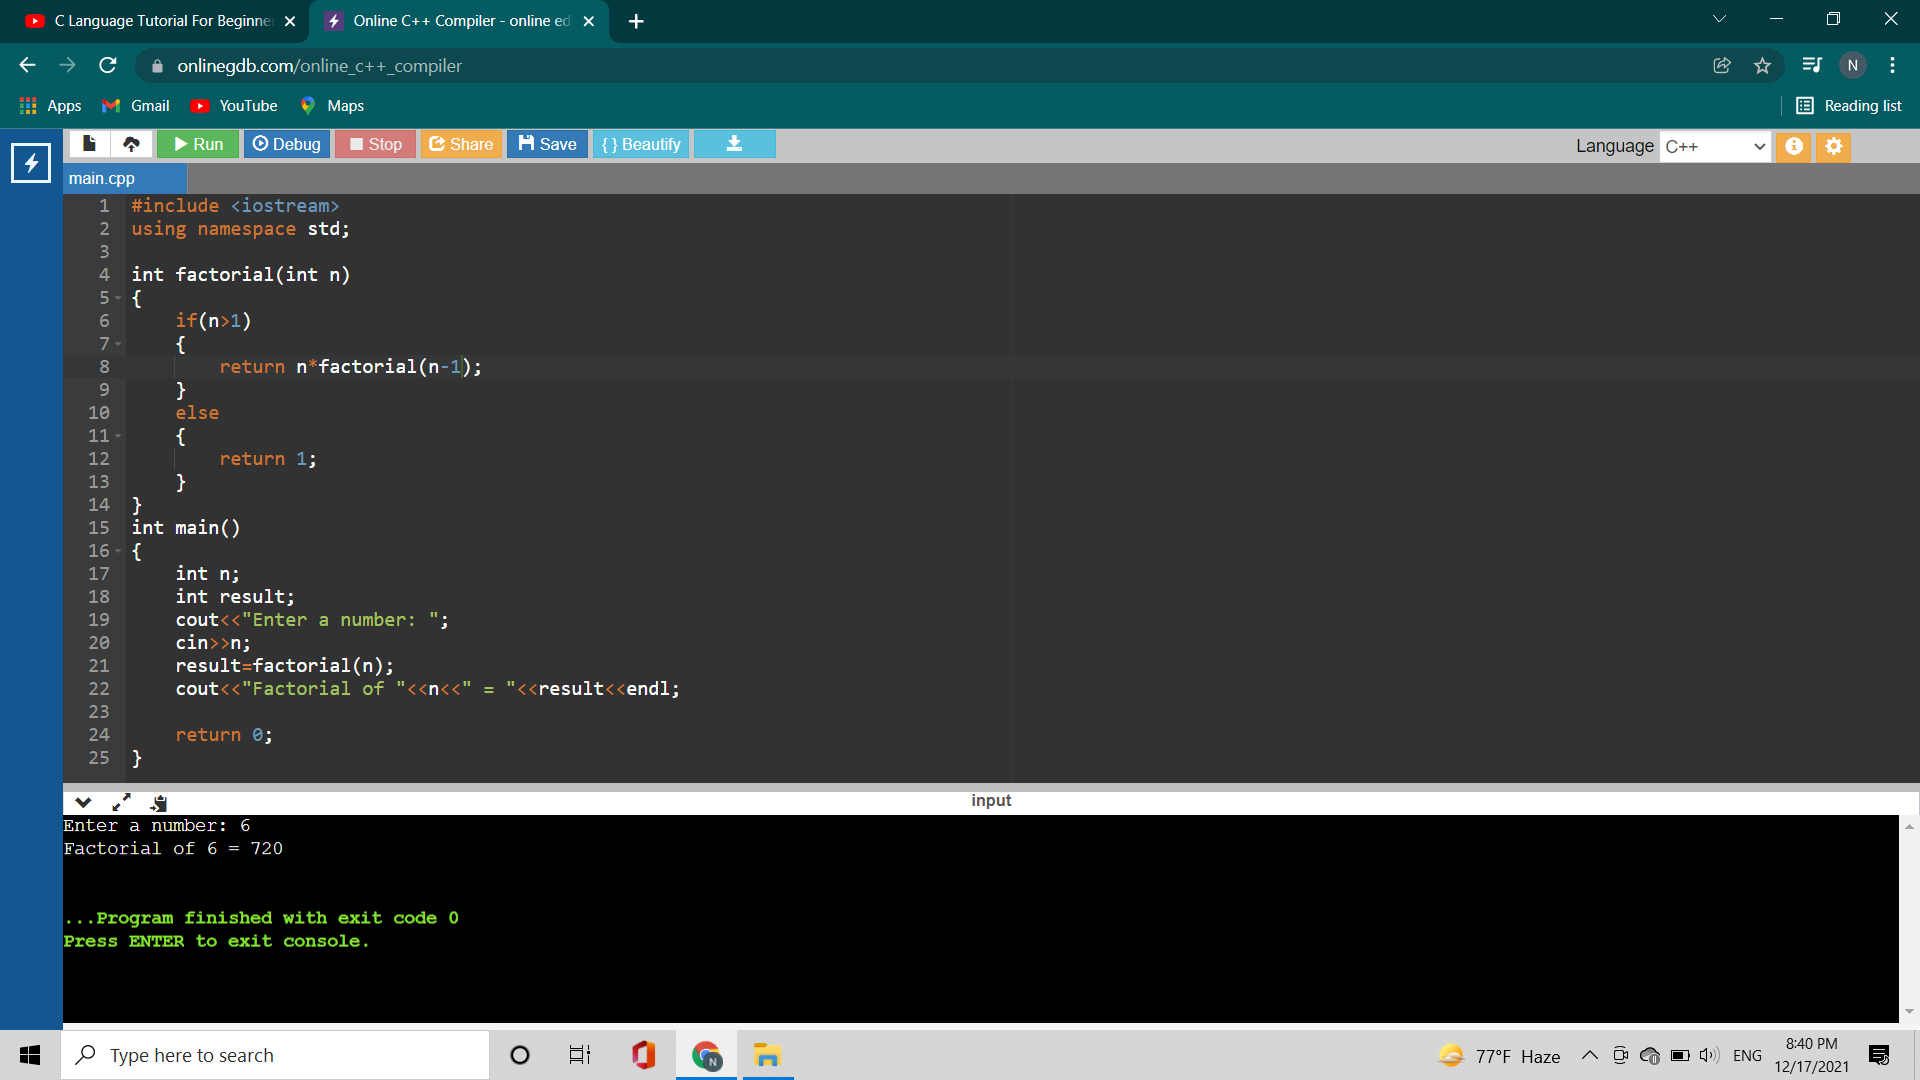 C Language Tutorial For Beginne
Online C++ Compiler - online ed
onlinegdb.com/online_c++_compiler
N
Apps
Gmail
YouTube
Maps
Reading list
Run
Debug
Stop
Share
Save
{ } Beautify
Language
C++
main.cpp
1 #include <iostream>
2 using namespace std;
3
4 int factorial(int n)
5 {
6     if(n>1)
7     {
8         return n*factorial(n-1);
9     }
10     else
11     {
12         return 1;
13     }
14 }
15 int main()
16 {
17     int n;
18     int result;
19     cout<<"Enter a number: ";
20     cin>>n;
21     result=factorial(n);
22     cout<<"Factorial of "<<n<<" = "<<result<<endl;
23
24     return 0;
25 }
input
Enter a number: 6
Factorial of 6 = 720
...Program finished with exit code 0
Press ENTER to exit console.
Type here to search
N
77°F Haze
ENG
8:40 PM
12/17/2021
3